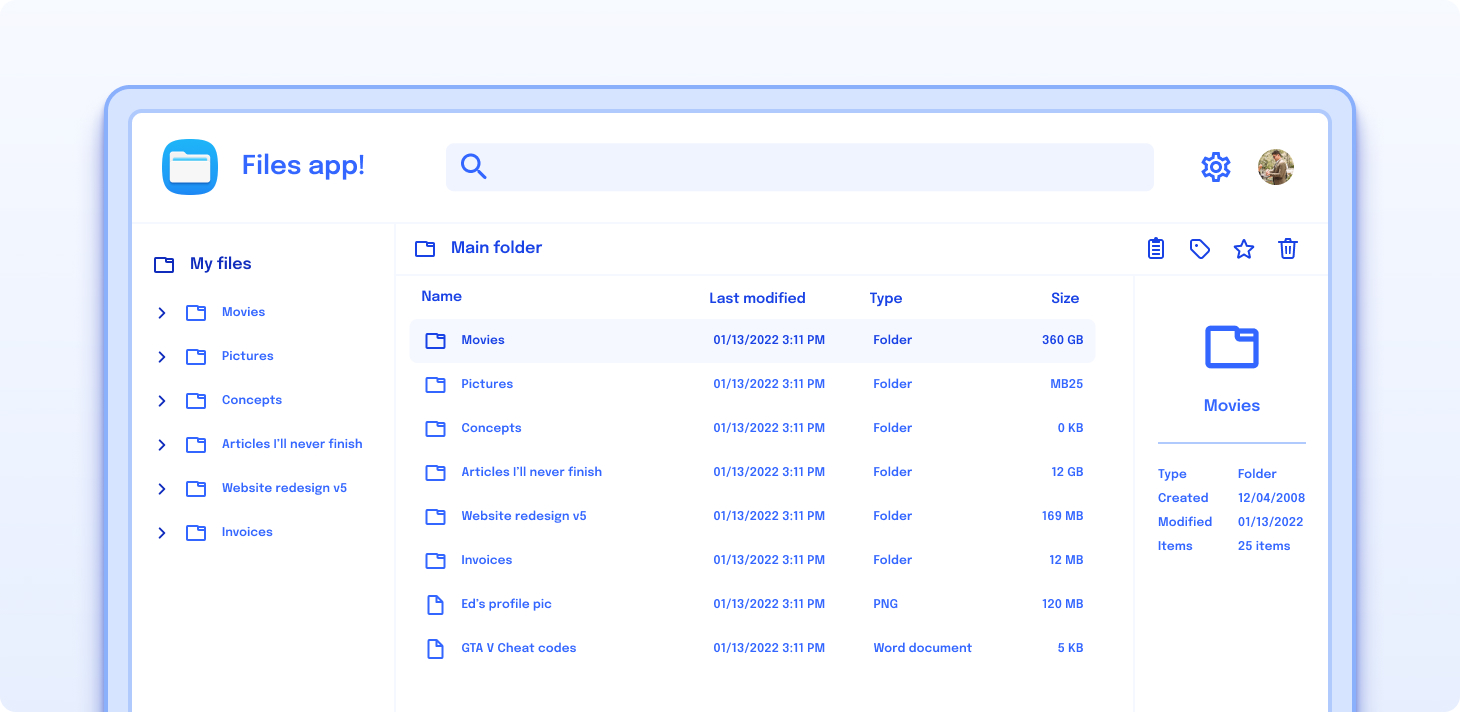 Files app!
My files
Movies
Pictures
Concepts
Articles I'll never finish
Website redesign v5
Invoices
Main folder
Name Last modified Type Size
Movies 01/13/2022 3:11 PM Folder 360 GB
Pictures 01/13/2022 3:11 PM Folder MB25
Concepts 01/13/2022 3:11 PM Folder 0 KB
Articles I'll never finish 01/13/2022 3:11 PM Folder 12 GB
Website redesign v5 01/13/2022 3:11 PM Folder 169 MB
Invoices 01/13/2022 3:11 PM Folder 12 MB
Ed's profile pic 01/13/2022 3:11 PM PNG 120 MB
GTA V Cheat codes 01/13/2022 3:11 PM Word document 5 KB
Movies
Type Folder
Created 12/04/2008
Modified 01/13/2022
Items 25 items